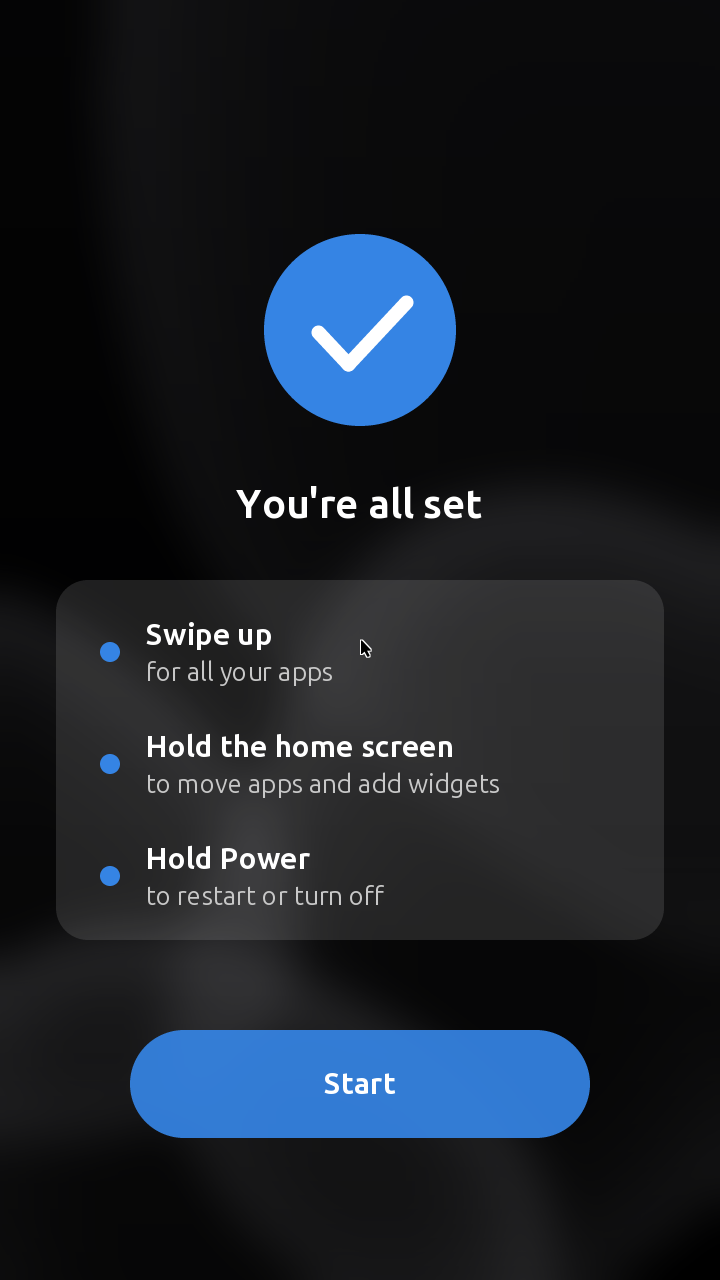 You're all set
Swipe up
for all your apps
Hold the home screen
to move apps and add widgets
Hold Power
to restart or turn off
Start